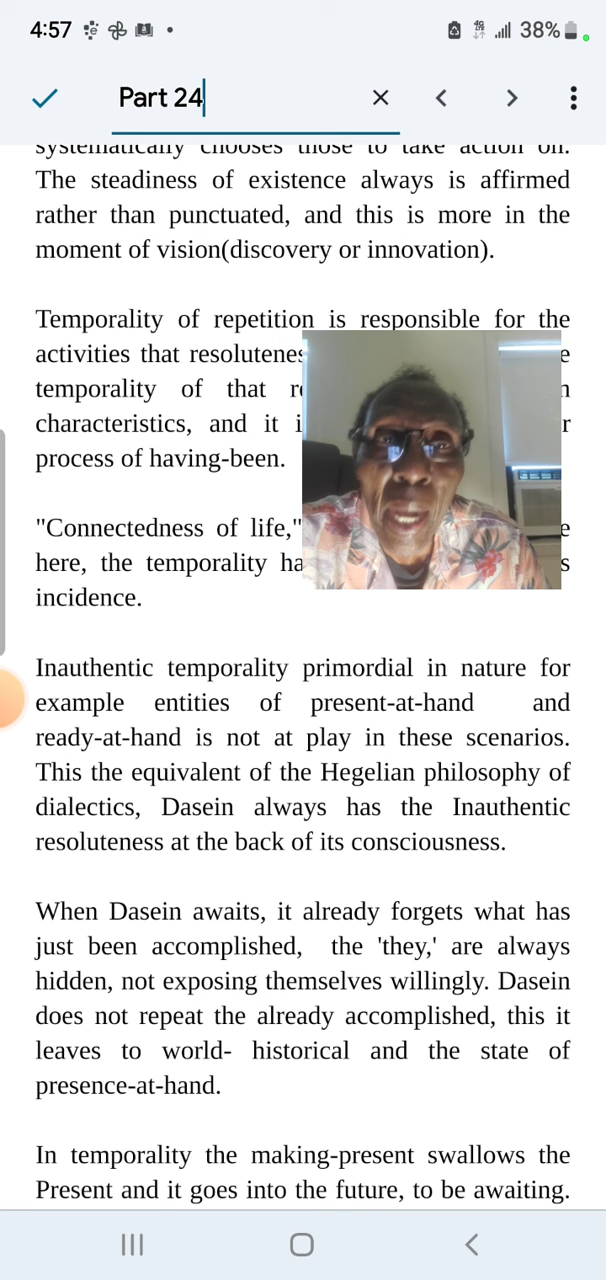 4:57
38%
Part 24
systematically chooses those to take action on.
The steadiness of existence always is affirmed
rather than punctuated, and this is more in the
moment of vision(discovery or innovation).
Temporality of repetition is responsible for the
activities that
temporality of that
characteristics, and it
process of having-been.
"Connectedness of life,"
here, the temporality
incidence.
Inauthentic temporality primordial in nature for
example entities of present-at-hand and
ready-at-hand is not at play in these scenarios.
This the equivalent of the Hegelian philosophy of
dialectics, Dasein always has the Inauthentic
resoluteness at the back of its consciousness.
When Dasein awaits, it already forgets what has
just been accomplished, the 'they,' are always
hidden, not exposing themselves willingly. Dasein
does not repeat the already accomplished, this it
leaves to world- historical and the state of
presence-at-hand.
In temporality the making-present swallows the
Present and it goes into the future, to be awaiting.